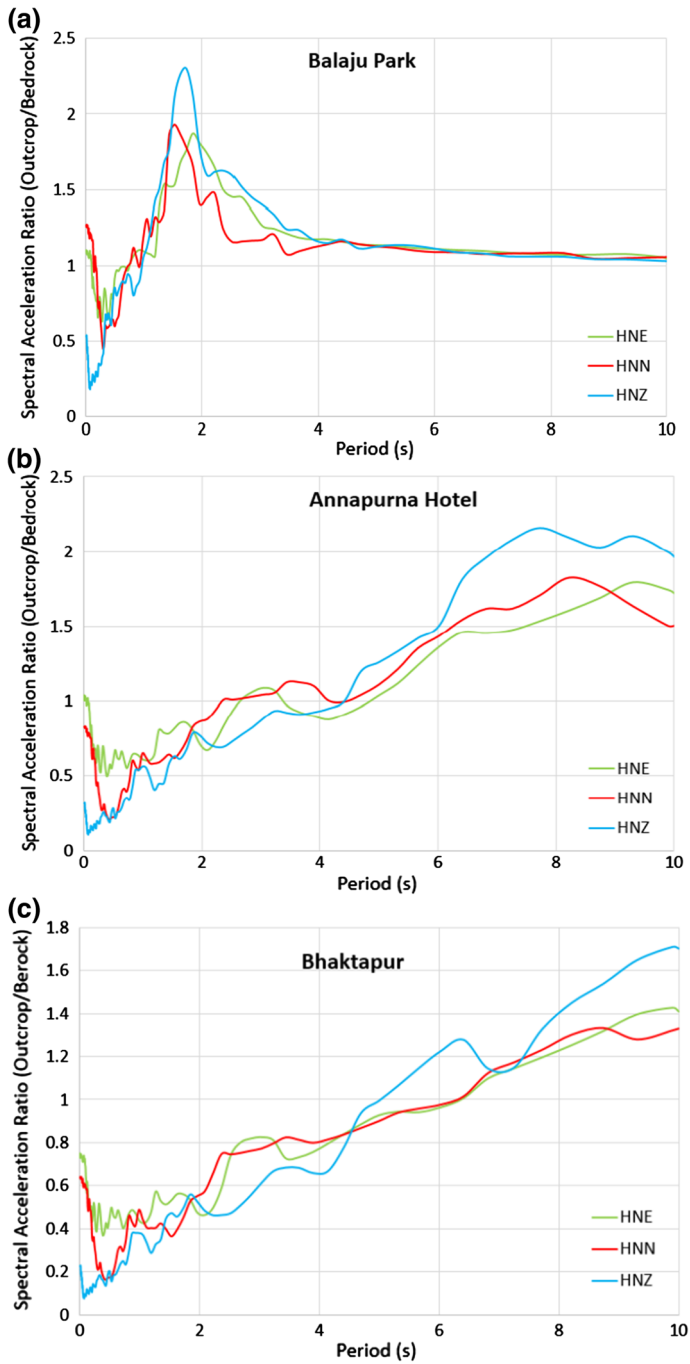 (a)
Balaju Park
Spectral Acceleration Ratio (Outcrop/Bedrock)
2.5
2
1.5
1
0.5
0
0 2 4 6 8 10
Period (s)
HNE
HNN
HNZ
(b)
Annapurna Hotel
Spectral Acceleration Ratio (Outcrop/Bedrock)
2.5
2
1.5
1
0.5
0
0 2 4 6 8 10
Period (s)
HNE
HNN
HNZ
(c)
Bhaktapur
Spectral Acceleration Ratio (Outcrop/Berock)
1.8
1.6
1.4
1.2
1
0.8
0.6
0.4
0.2
0
0 2 4 6 8 10
Period (s)
HNE
HNN
HNZ